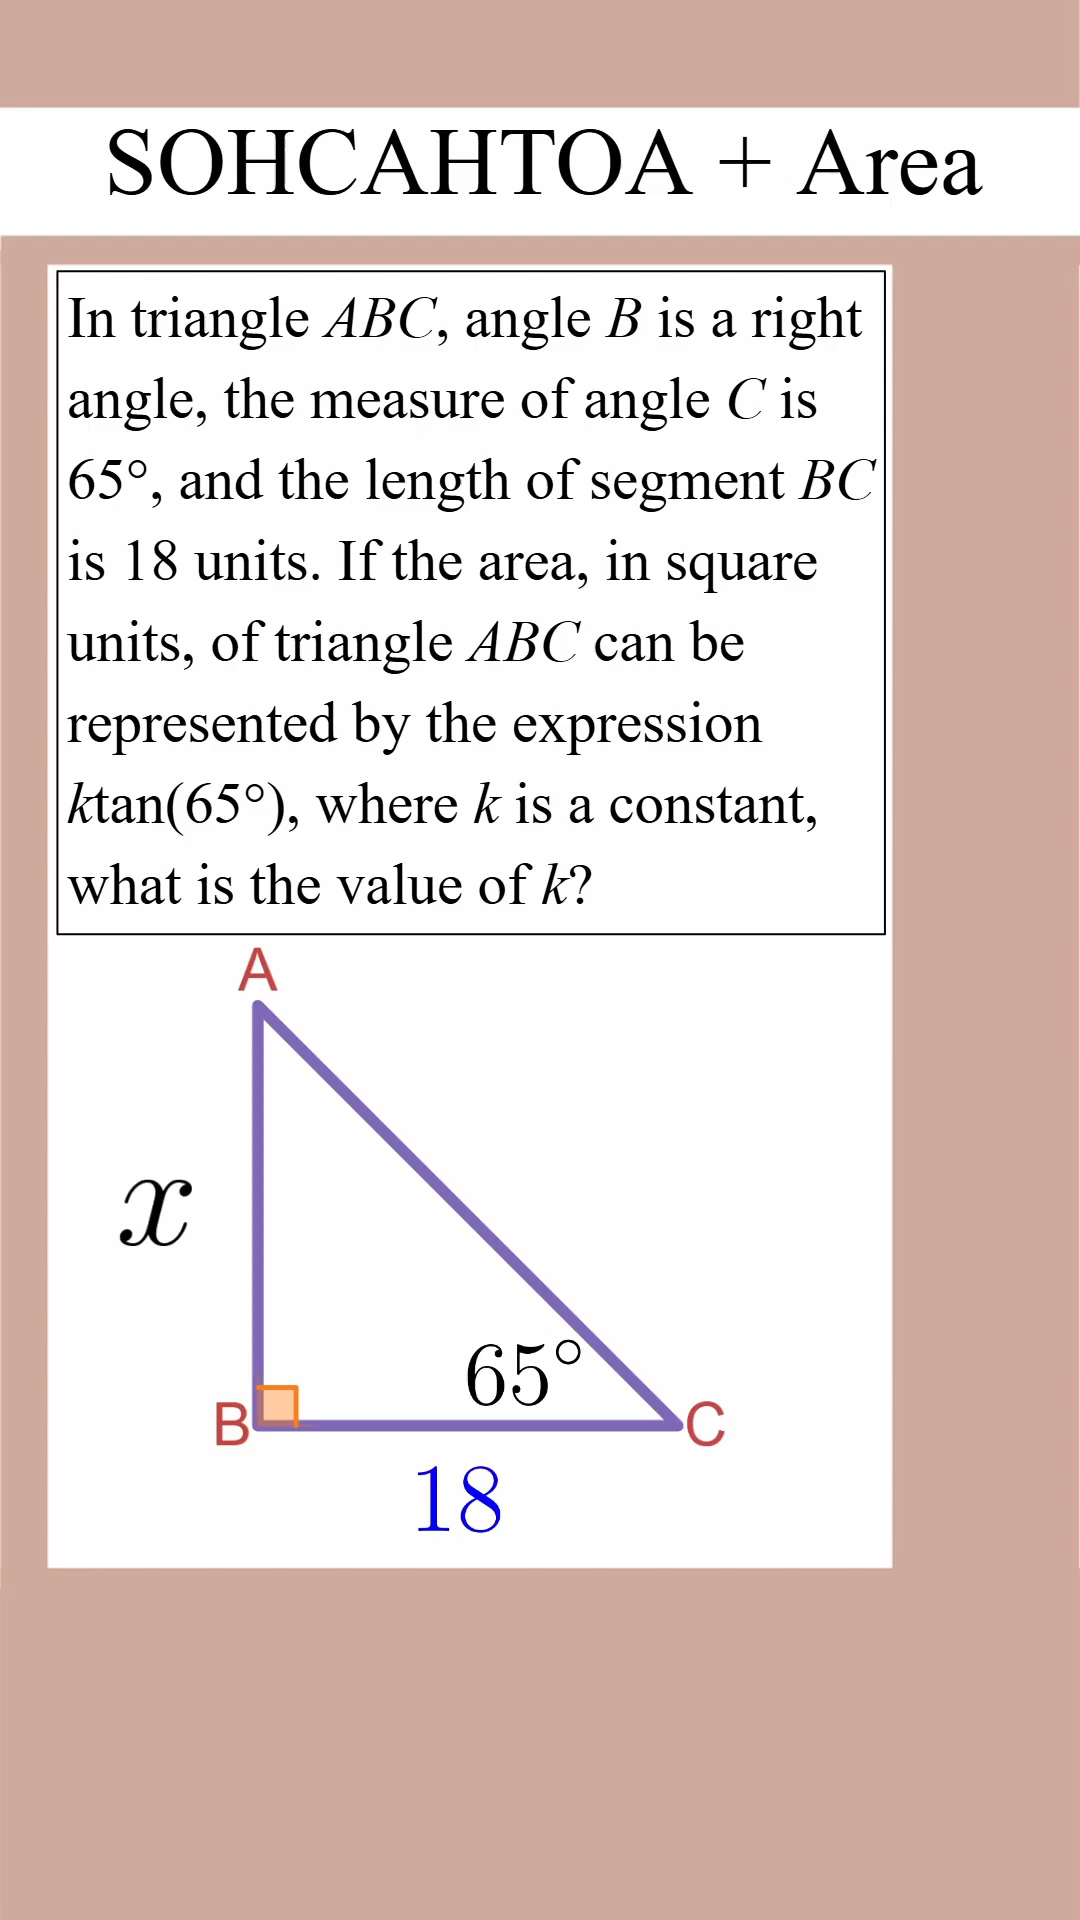 SOHCAHTOA + Area
In triangle ABC, angle B is a right
angle, the measure of angle C is
65°, and the length of segment BC
is 18 units. If the area, in square
units, of triangle ABC can be
represented by the expression
ktan(65°), where k is a constant,
what is the value of k?
A
x
65°
B
C
18